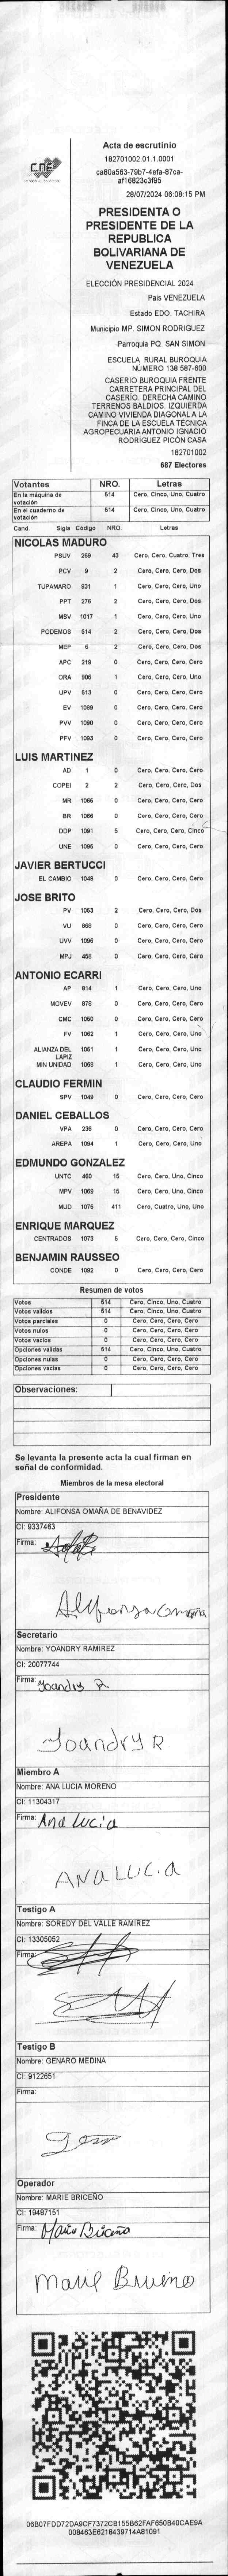 CNE
Acta de escrutinio
182701002.01.1.0001
ca80a563-79b7-4efa-87ca-
af16823c3f95
28/07/2024 06:08:15 PM
PRESIDENTA O
PRESIDENTE DE LA
REPUBLICA
BOLIVARIANA DE
VENEZUELA
ELECCIÓN PRESIDENCIAL 2024
Pais VENEZUELA
Estado EDO. TACHIRA
Municipio MP. SIMON RODRIGUEZ
Parroquia PQ. SAN SIMON
ESCUELA RURAL BUROQUIA
NÚMERO 138 587-600
CASERIO BUROQUIA FRENTE
CARRETERA PRINCIPAL DEL
CASERÍO. DERECHA CAMINO
TERRENOS BALDIOS. IZQUIERDA
CAMINO VIVIENDA DIAGONAL A LA
FINCA DE LA ESCUELA TÉCNICA
AGROPECUARIA ANTONIO IGNACIO
RODRÍGUEZ PICÓN CASA
182701002
687 Electores
Votantes NRO. Letras
En la máquina de votación 514 Cero, Cinco, Uno, Cuatro
En el cuaderno de votación 514 Cero, Cinco, Uno, Cuatro
Cand. Sigla Código NRO. Letras
NICOLAS MADURO
PSUV 269 43 Cero, Cero, Cuatro, Tres
PCV 9 2 Cero, Cero, Cero, Dos
TUPAMARO 931 1 Cero, Cero, Cero, Uno
PPT 276 2 Cero, Cero, Cero, Dos
MSV 1017 1 Cero, Cero, Cero, Uno
PODEMOS 514 2 Cero, Cero, Cero, Dos
MEP 6 2 Cero, Cero, Cero, Dos
APC 219 0 Cero, Cero, Cero, Cero
ORA 906 1 Cero, Cero, Cero, Uno
UPV 513 0 Cero, Cero, Cero, Cero
EV 1089 0 Cero, Cero, Cero, Cero
PVV 1090 0 Cero, Cero, Cero, Cero
PFV 1093 0 Cero, Cero, Cero, Cero
LUIS MARTINEZ
AD 1 0 Cero, Cero, Cero, Cero
COPEI 2 2 Cero, Cero, Cero, Dos
MR 1065 0 Cero, Cero, Cero, Cero
BR 1066 0 Cero, Cero, Cero, Cero
DDP 1091 5 Cero, Cero, Cero, Cinco
UNE 1095 0 Cero, Cero, Cero, Cero
JAVIER BERTUCCI
EL CAMBIO 1048 0 Cero, Cero, Cero, Cero
JOSE BRITO
PV 1053 2 Cero, Cero, Cero, Dos
VU 868 0 Cero, Cero, Cero, Cero
UVV 1096 0 Cero, Cero, Cero, Cero
MPJ 458 0 Cero, Cero, Cero, Cero
ANTONIO ECARRI
AP 914 1 Cero, Cero, Cero, Uno
MOVEV 879 0 Cero, Cero, Cero, Cero
CMC 1050 0 Cero, Cero, Cero, Cero
FV 1062 1 Cero, Cero, Cero, Uno
ALIANZA DEL LAPIZ 1051 1 Cero, Cero, Cero, Uno
MIN UNIDAD 1058 1 Cero, Cero, Cero, Uno
CLAUDIO FERMIN
SPV 1049 0 Cero, Cero, Cero, Cero
DANIEL CEBALLOS
VPA 236 0 Cero, Cero, Cero, Cero
AREPA 1094 1 Cero, Cero, Cero, Uno
EDMUNDO GONZALEZ
UNTC 460 15 Cero, Cero, Uno, Cinco
MPV 1069 15 Cero, Cero, Uno, Cinco
MUD 1075 411 Cero, Cuatro, Uno, Uno
ENRIQUE MARQUEZ
CENTRADOS 1073 5 Cero, Cero, Cero, Cinco
BENJAMIN RAUSSEO
CONDE 1092 0 Cero, Cero, Cero, Cero
Resumen de votos
Votos 514 Cero, Cinco, Uno, Cuatro
Votos validos 514 Cero, Cinco, Uno, Cuatro
Votos parciales 0 Cero, Cero, Cero, Cero
Votos nulos 0 Cero, Cero, Cero, Cero
Votos vacios 0 Cero, Cero, Cero, Cero
Opciones validas 514 Cero, Cinco, Uno, Cuatro
Opciones nulas 0 Cero, Cero, Cero, Cero
Opciones vacias 0 Cero, Cero, Cero, Cero
Observaciones:
Se levanta la presente acta la cual firman en
señal de conformidad.
Miembros de la mesa electoral
Presidente
Nombre: ALIFONSA OMAÑA DE BENAVIDEZ
CI: 9337463
Firma:
Alifonsa Omaña
Secretario
Nombre: YOANDRY RAMIREZ
CI: 20077744
Firma: Yoandry R
Yoandry R
Miembro A
Nombre: ANA LUCIA MORENO
CI: 11304317
Firma: Ana Lucia
ANA LUCIA
Testigo A
Nombre: SOREDY DEL VALLE RAMIREZ
CI: 13305052
Firma:
Testigo B
Nombre: GENARO MEDINA
CI: 9122651
Firma:
Operador
Nombre: MARIE BRICEÑO
CI: 16487151
Firma: Marie Briceño
Marie Briceño
06B07FDD72DA9CF7372CB155B62FAF650B40CAE9A
008463E6218439714A81091